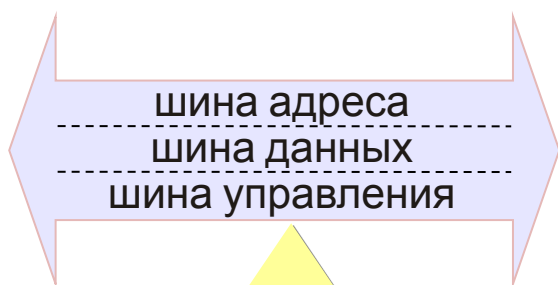 шина адреса
шина данных
шина управления